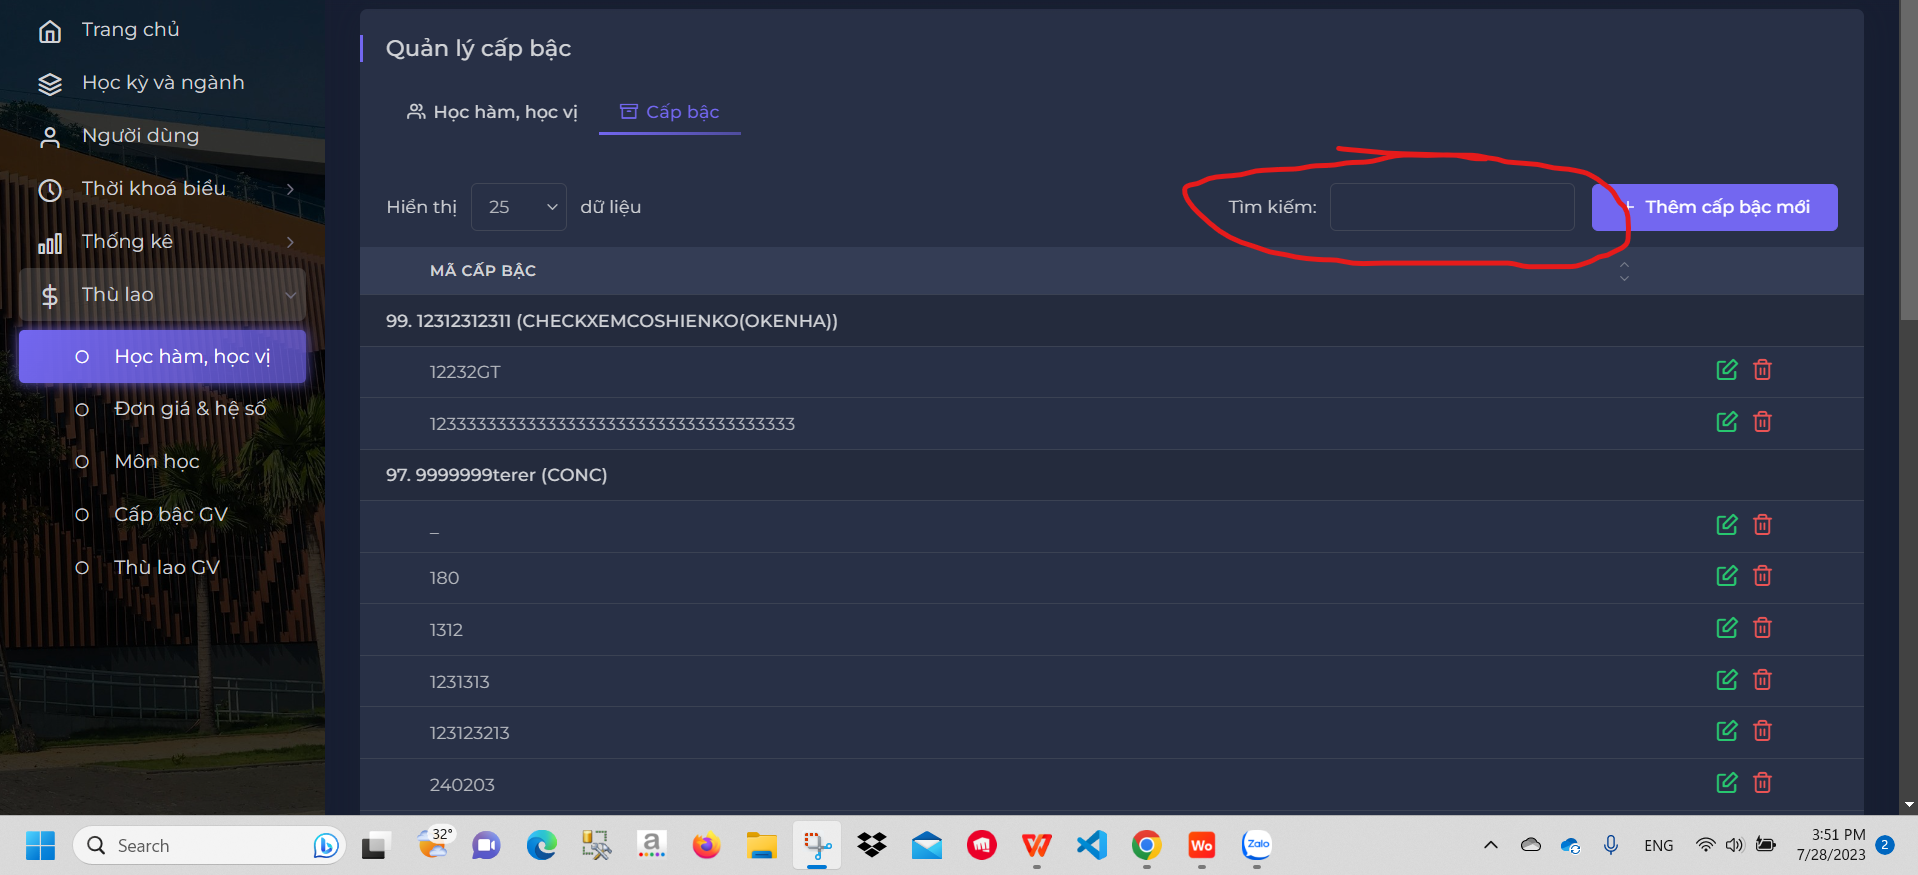 Trang chủ
Học kỳ và ngành
Người dùng
Thời khoá biểu
Thống kê
Thù lao
Học hàm, học vị
Đơn giá & hệ số
Môn học
Cấp bậc GV
Thù lao GV
Quản lý cấp bậc
Học hàm, học vị Cấp bậc
Hiển thị 25 dữ liệu Tìm kiếm: + Thêm cấp bậc mới
MÃ CẤP BẬC
99. 12312312311 (CHECKXEMCOSHIENKO(OKENHA))
12232GT
97. 9999999terer (CONC)
_
180
1312
1231313
123123213
240203
Search 32° a Wo Zalo ENG 3:51 PM
7/28/2023 2